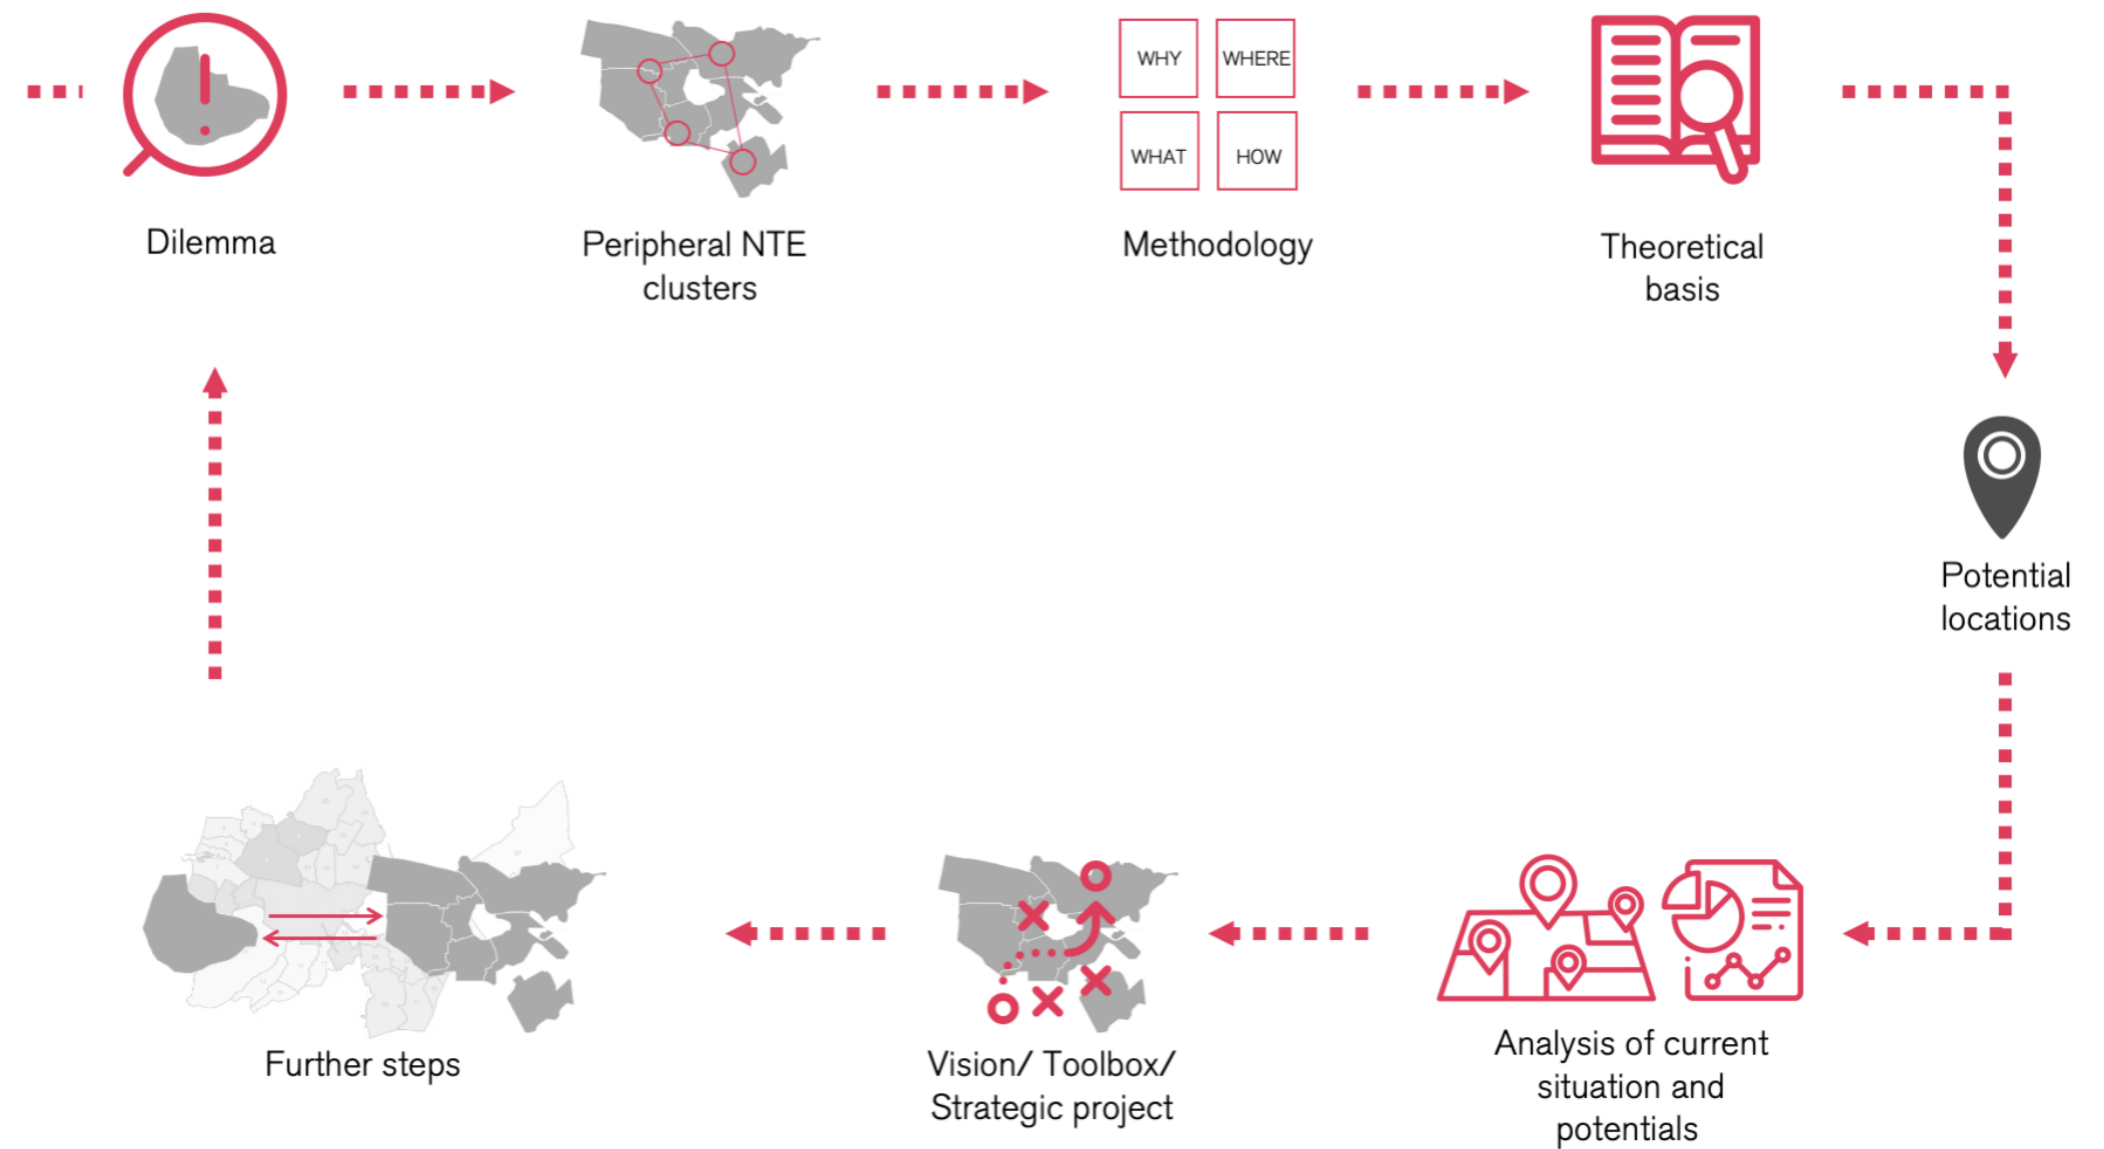 WHY
WHERE
WHAT
HOW
Dilemma
Peripheral NTE
clusters
Methodology
Theoretical
basis
Potential
locations
Analysis of current
situation and
potentials
Vision/ Toolbox/
Strategic project
Further steps